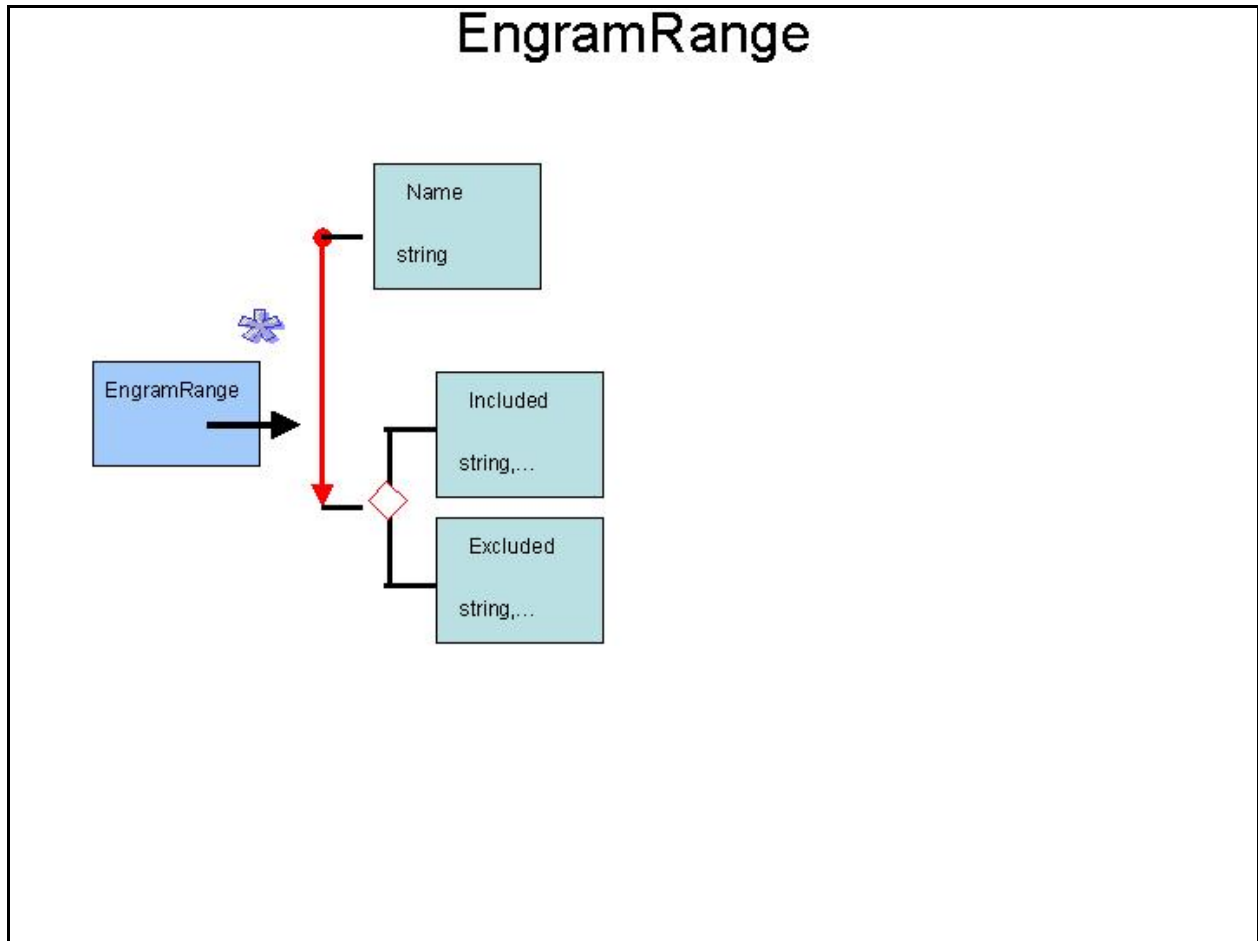 EngramRange
Name
string
EngramRange
Included
string,...
Excluded
string,...